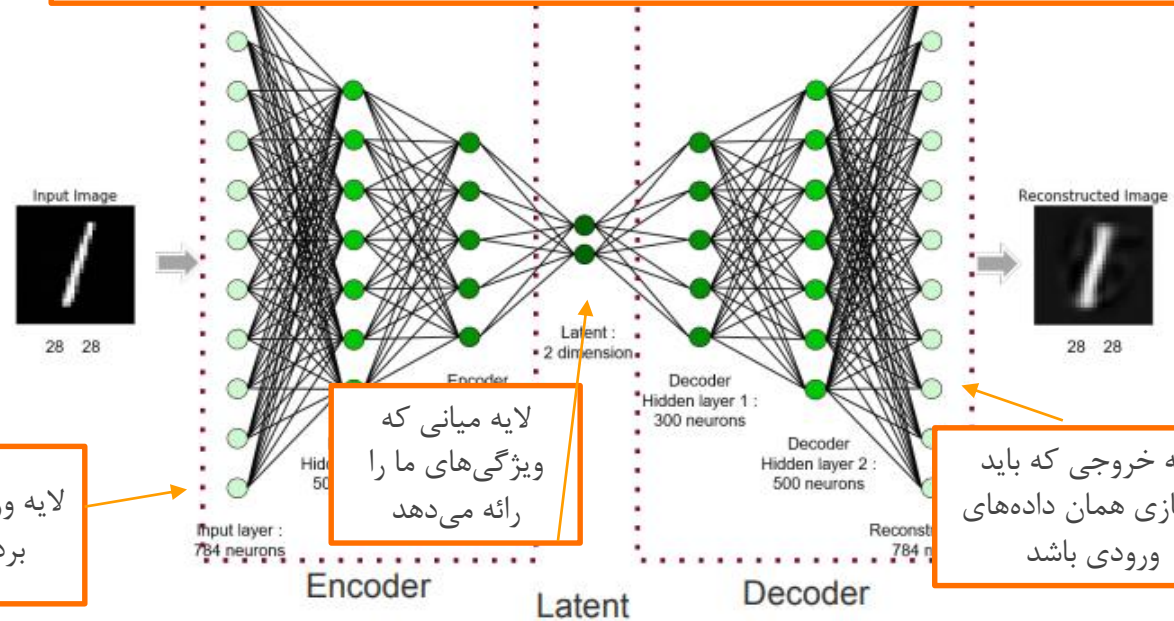 Input Image
28 28
Reconstructed Image
28 28
Latent :
2 dimension
Encoder
لایه میانی که
ویژگی‌های ما را
رائه می‌دهد
Decoder
Hidden layer 1 :
300 neurons
Decoder
Hidden layer 2 :
500 neurons
خروجی که باید
همان داده‌های
ورودی باشد
لایه
Input layer :
784 neurons
784
Encoder
Latent
Decoder